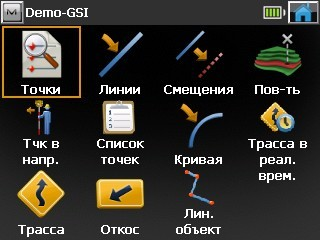 Demo-GSI
Точки
Линии
Смещения
Пов-ть
Тчк в
напр.
Список
точек
Кривая
Трасса в
реал.
врем.
Трасса
Откос
Лин.
объект